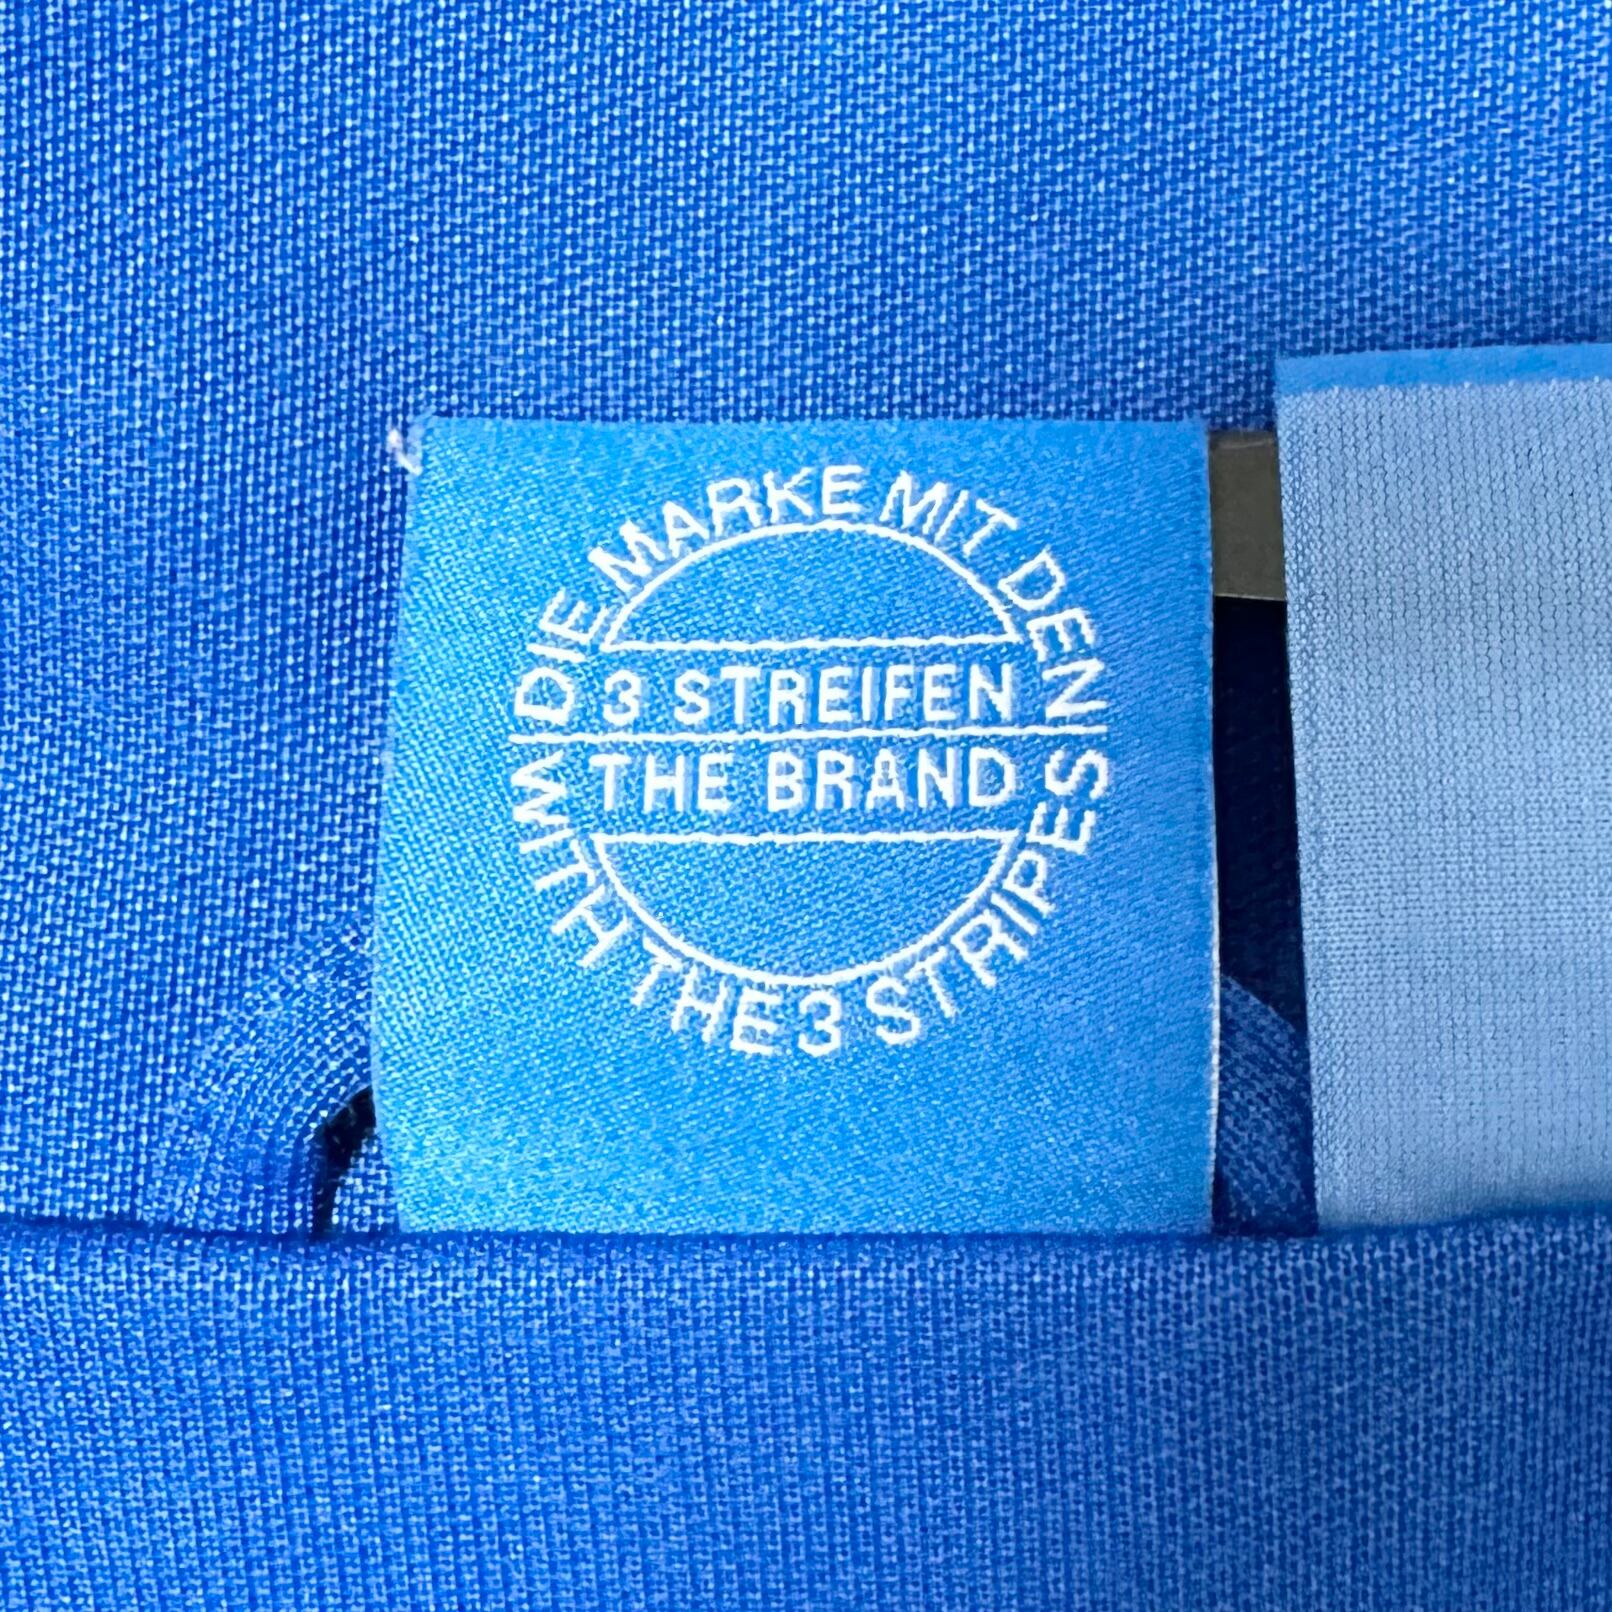 DIE MARKE MIT DEN
3 STREIFEN
THE BRAND
WITH THE 3 STRIPES